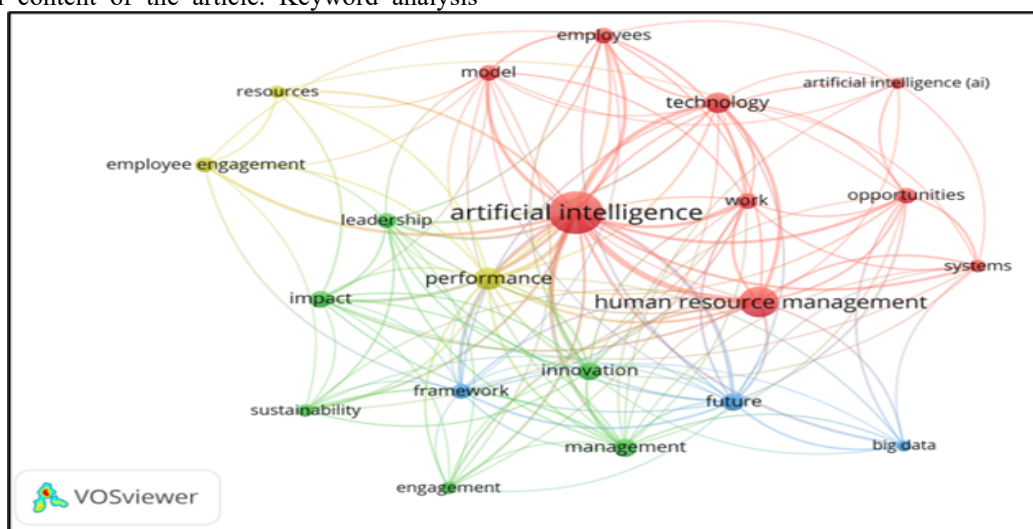 content of the article. Keyword analysis
employees
model
artificial intelligence (ai)
resources
technology
employee engagement
opportunities
work
artificial intelligence
leadership
systems
performance
impact
human resource management
innovation
framework
future
sustainability
management
big data
engagement
VOSviewer